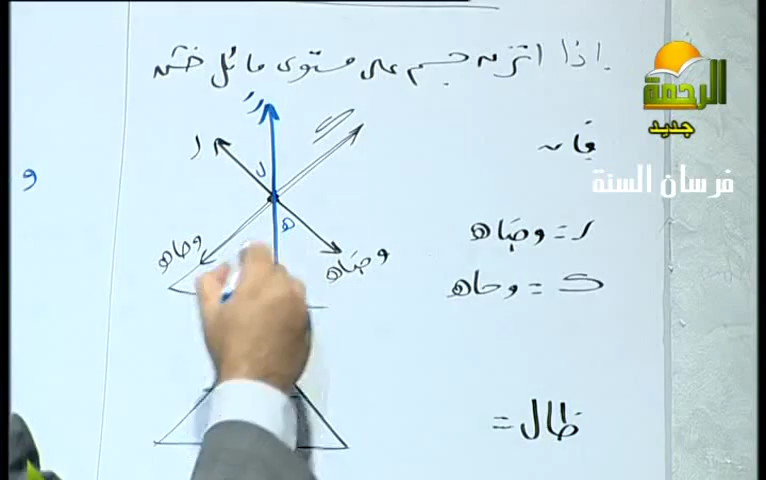 إذا اتزن جسم على مستوى مائل خشن
الرحمة
جديد
فإن
فرسان السنة
ر = و جتا هـ
ر
ل
هـ
و جا هـ
و جتا هـ
و
ك = و جا هـ
ظا ل =